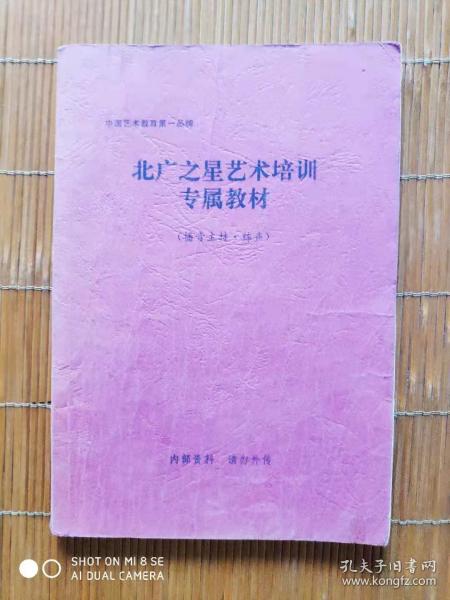 中国艺术教育第一品牌
北广之星艺术培训
专属教材
（播音主持·练声）
内部资料 请勿外传
SHOT ON MI 8 SE
AI DUAL CAMERA
孔夫子旧书网
www.kongfz.com